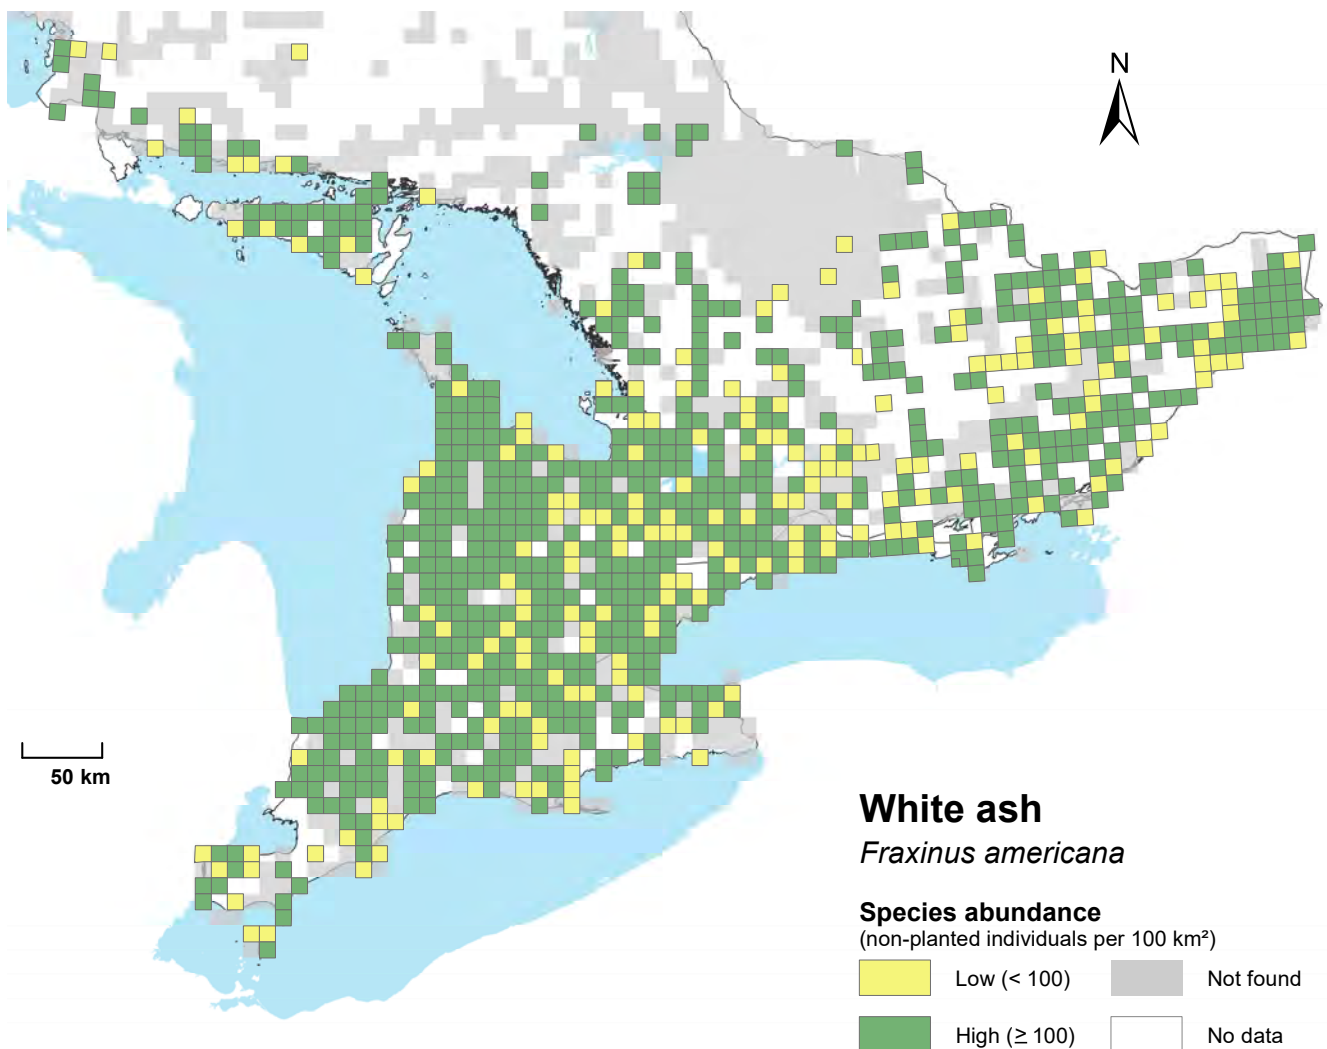 N
50 km
White ash
Fraxinus americana
Species abundance
(non-planted individuals per 100 km²)
Low (< 100)
Not found
High (≥ 100)
No data